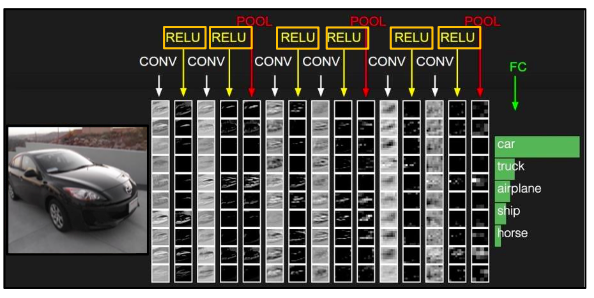 POOL POOL POOL
RELU RELU RELU RELU RELU RELU
CONV CONV CONV CONV CONV CONV
FC
car
truck
airplane
ship
horse